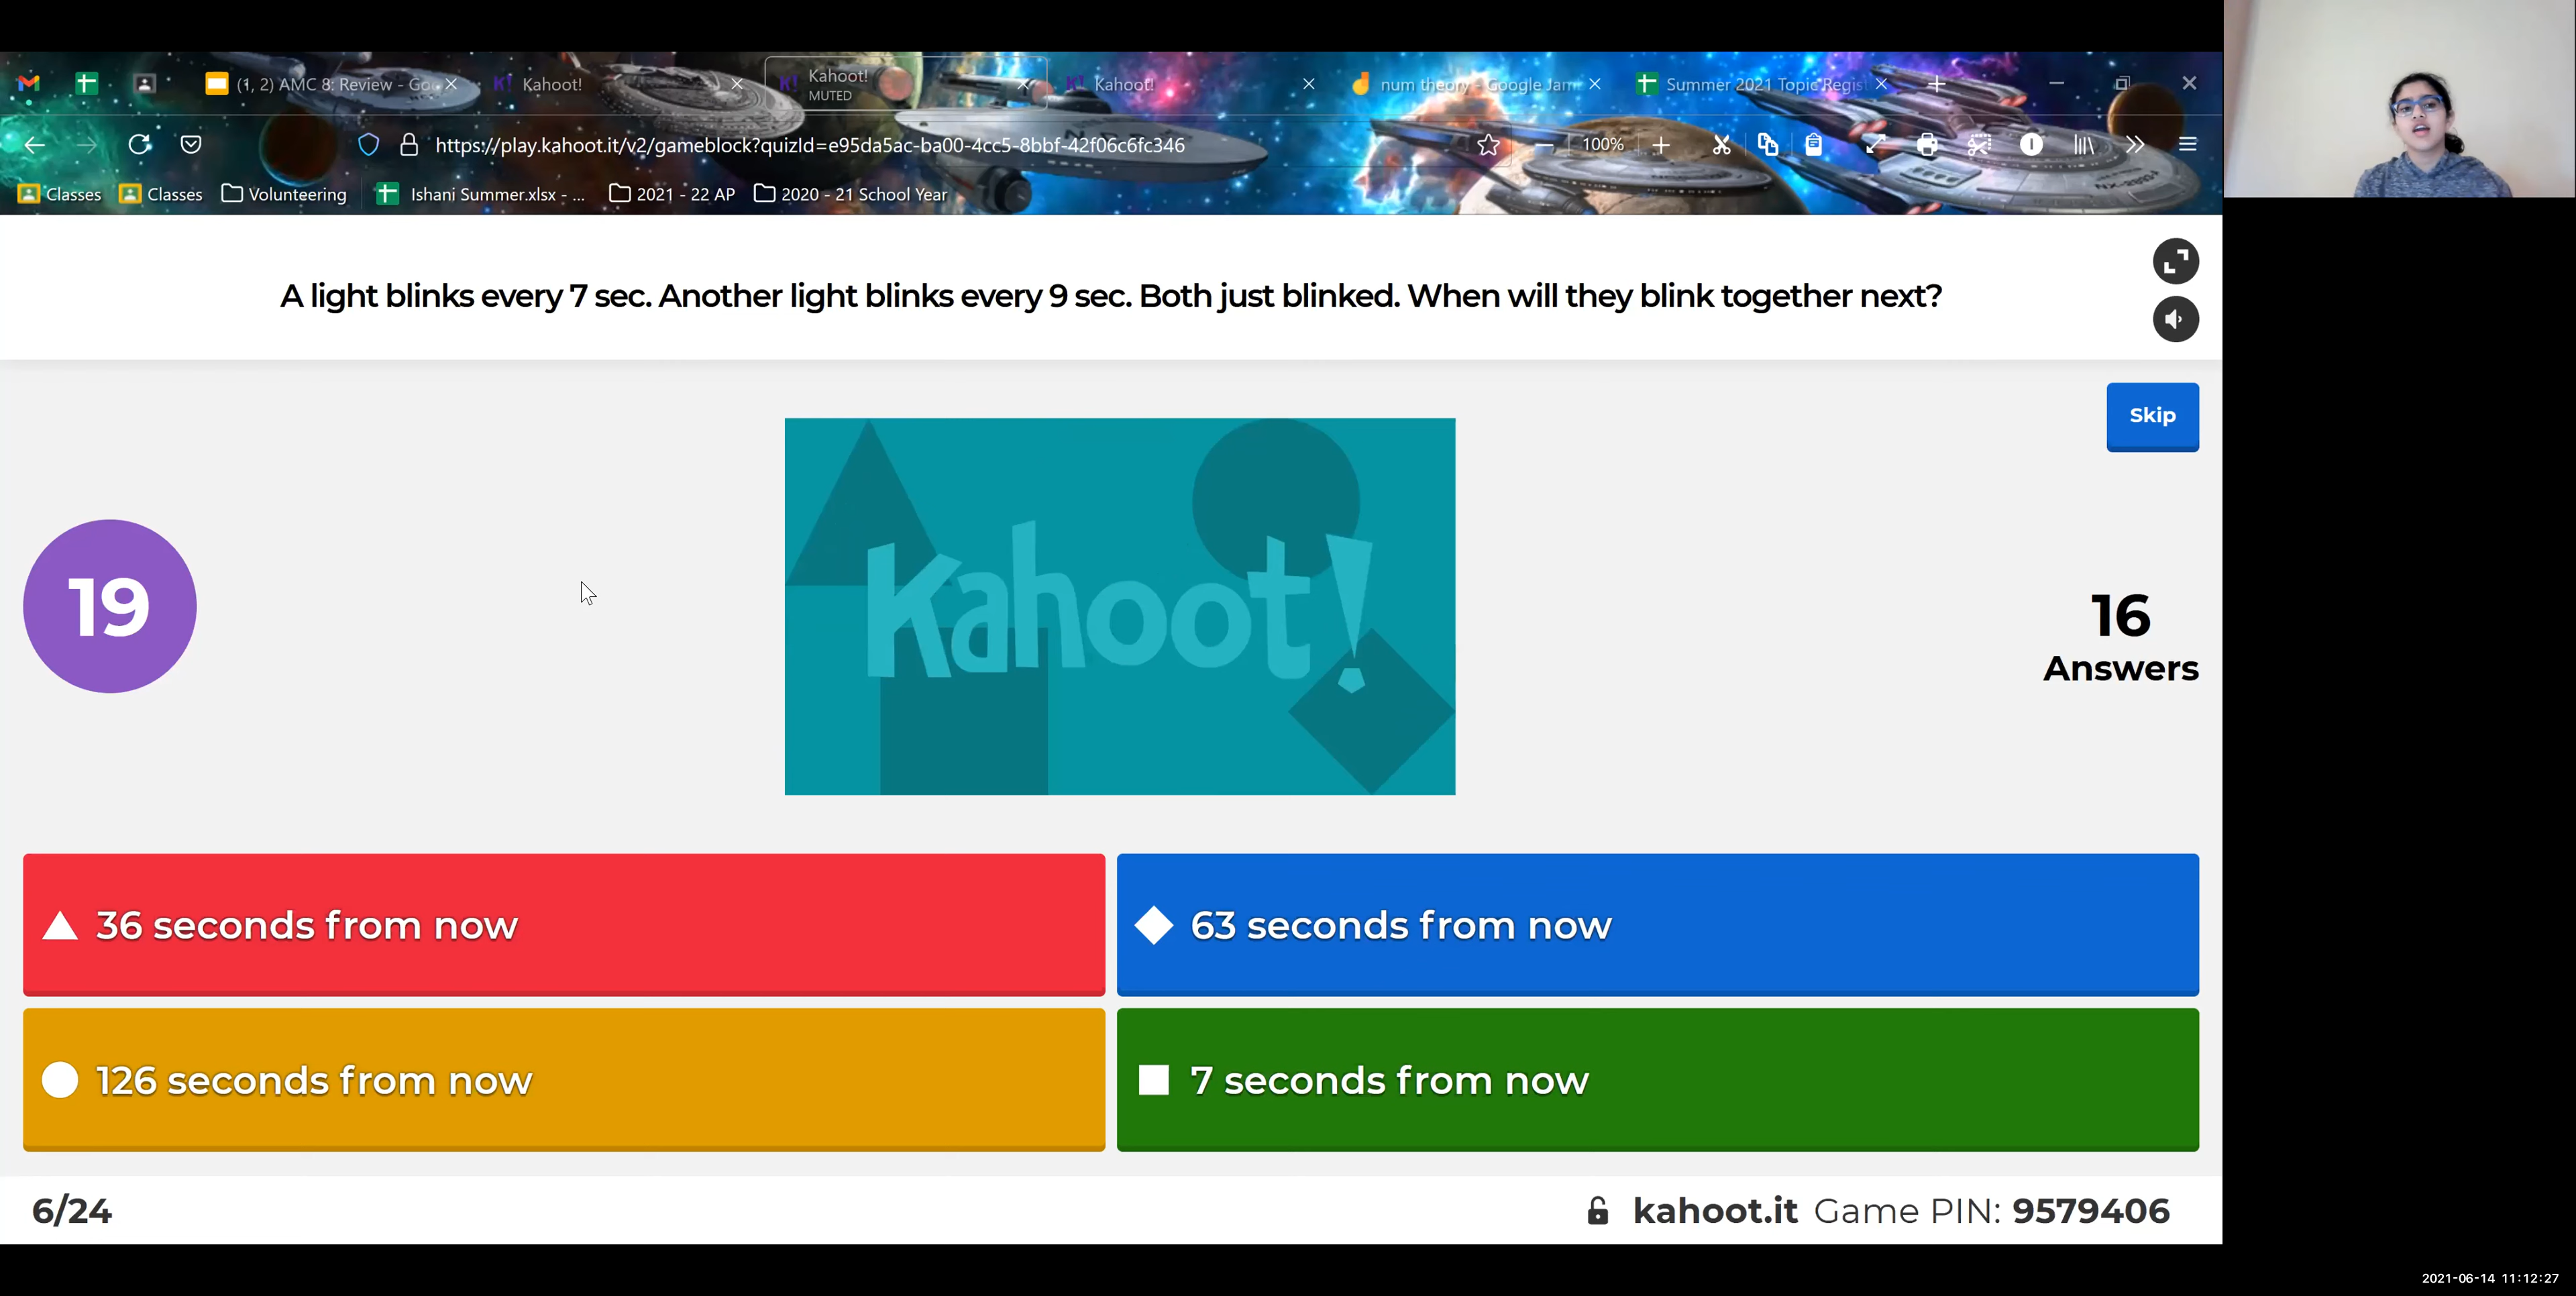 (1, 2) AMC 8: Review - Go
Kahoot!
Kahoot!
MUTED
Kahoot!
num theory - Google Jam
Summer 2021 Topic Regist
https://play.kahoot.it/v2/gameblock?quizId=e95da5ac-ba00-4cc5-8bbf-42f06c6fc346
100%
Classes
Classes
Volunteering
Ishani Summer.xlsx - ...
2021 - 22 AP
2020 - 21 School Year
A light blinks every 7 sec. Another light blinks every 9 sec. Both just blinked. When will they blink together next?
Skip
19
Kahoot!
16
Answers
36 seconds from now
63 seconds from now
126 seconds from now
7 seconds from now
6/24
kahoot.it Game PIN: 9579406
2021-06-14 11:12:27